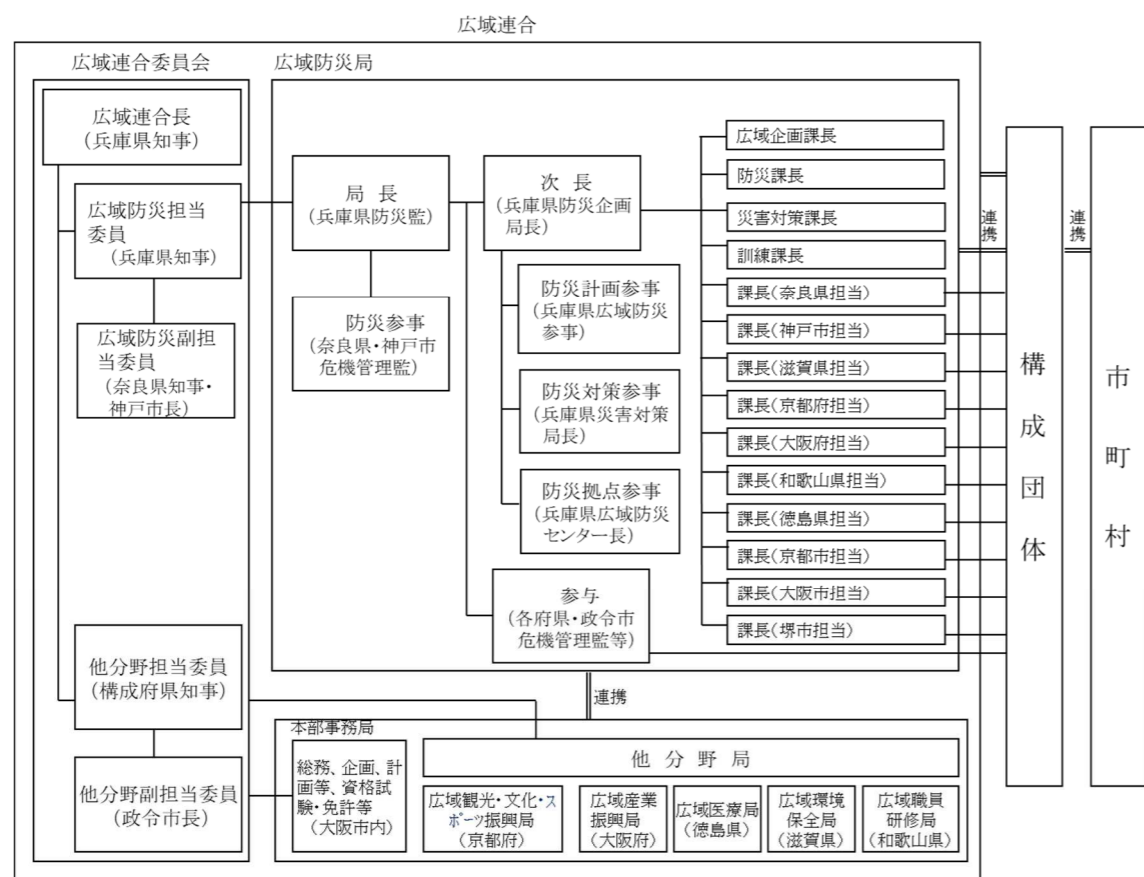 広域連合
広域連合委員会
広域連合長
(兵庫県知事)
広域防災担当
委員
(兵庫県知事)
広域防災副担
当委員
(奈良県知事・
神戸市長)
他分野担当委員
(構成府県知事)
他分野副担当委員
(政令市長)
広域防災局
局 長
(兵庫県防災監)
防災参事
(奈良県・神戸市
危機管理監)
次 長
(兵庫県防災企画
局長)
防災計画参事
(兵庫県広域防災
参事)
防災対策参事
(兵庫県災害対策
局長)
防災拠点参事
(兵庫県広域防災
センター長)
参与
(各府県・政令市
危機管理監等)
広域企画課長
防災課長
災害対策課長
訓練課長
課長(奈良県担当)
課長(神戸市担当)
課長(滋賀県担当)
課長(京都府担当)
課長(大阪府担当)
課長(和歌山県担当)
課長(徳島県担当)
課長(京都市担当)
課長(大阪市担当)
課長(堺市担当)
連携
本部事務局
総務、企画、計
画等、資格試
験・免許等
(大阪市内)
他 分 野 局
広域観光・文化・ス
ポーツ振興局
(京都府)
広域産業
振興局
(大阪府)
広域医療局
(徳島県)
広域環境
保全局
(滋賀県)
広域職員
研修局
(和歌山県)
連携
構成団体
連携
市町村